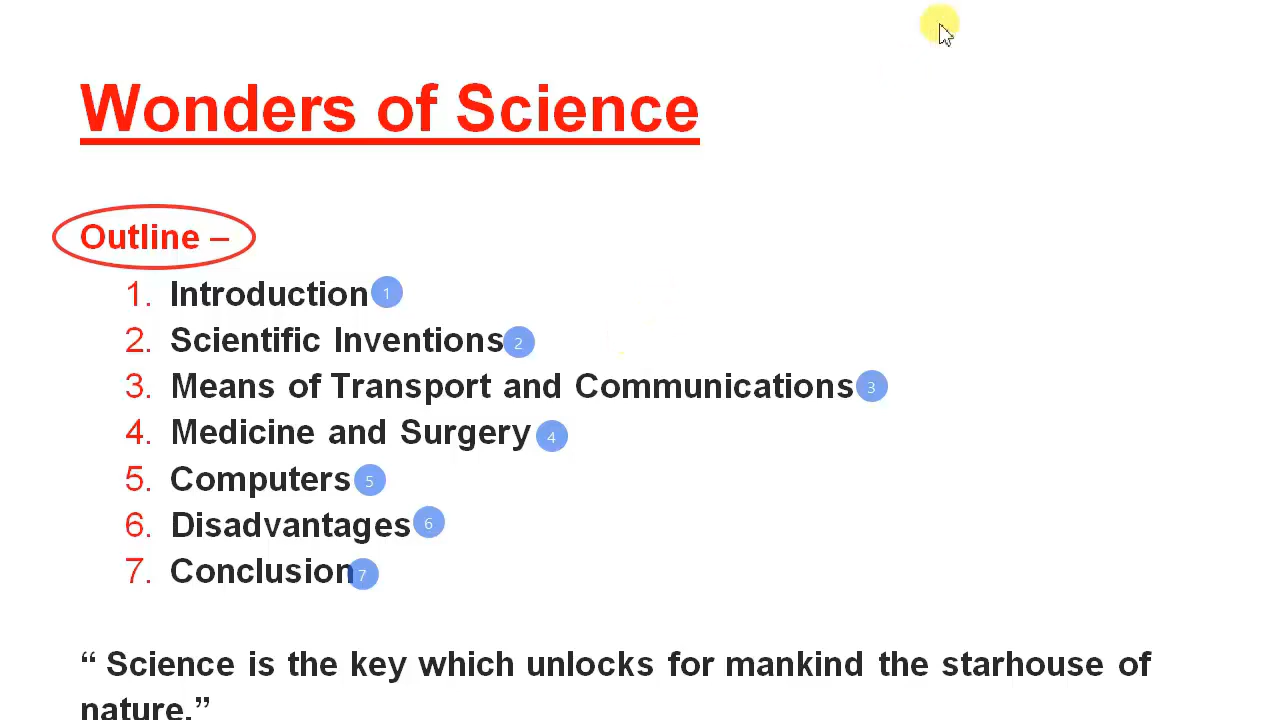 Wonders of Science
Outline –
1. Introduction 1
2. Scientific Inventions 2
3. Means of Transport and Communications 3
4. Medicine and Surgery 4
5. Computers 5
6. Disadvantages 6
7. Conclusion 7
“ Science is the key which unlocks for mankind the starhouse of
nature.”